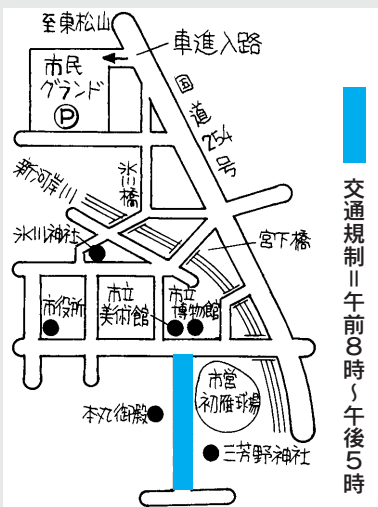 至東松山
車進入路
市民
グランド
P
国道254号
氷川橋
新河岸川
氷川神社
宮下橋
市役所
市立
美術館
市立
博物館
市営
初雁球場
本丸御殿
三芳野神社
交通規制=午前8時〜午後5時